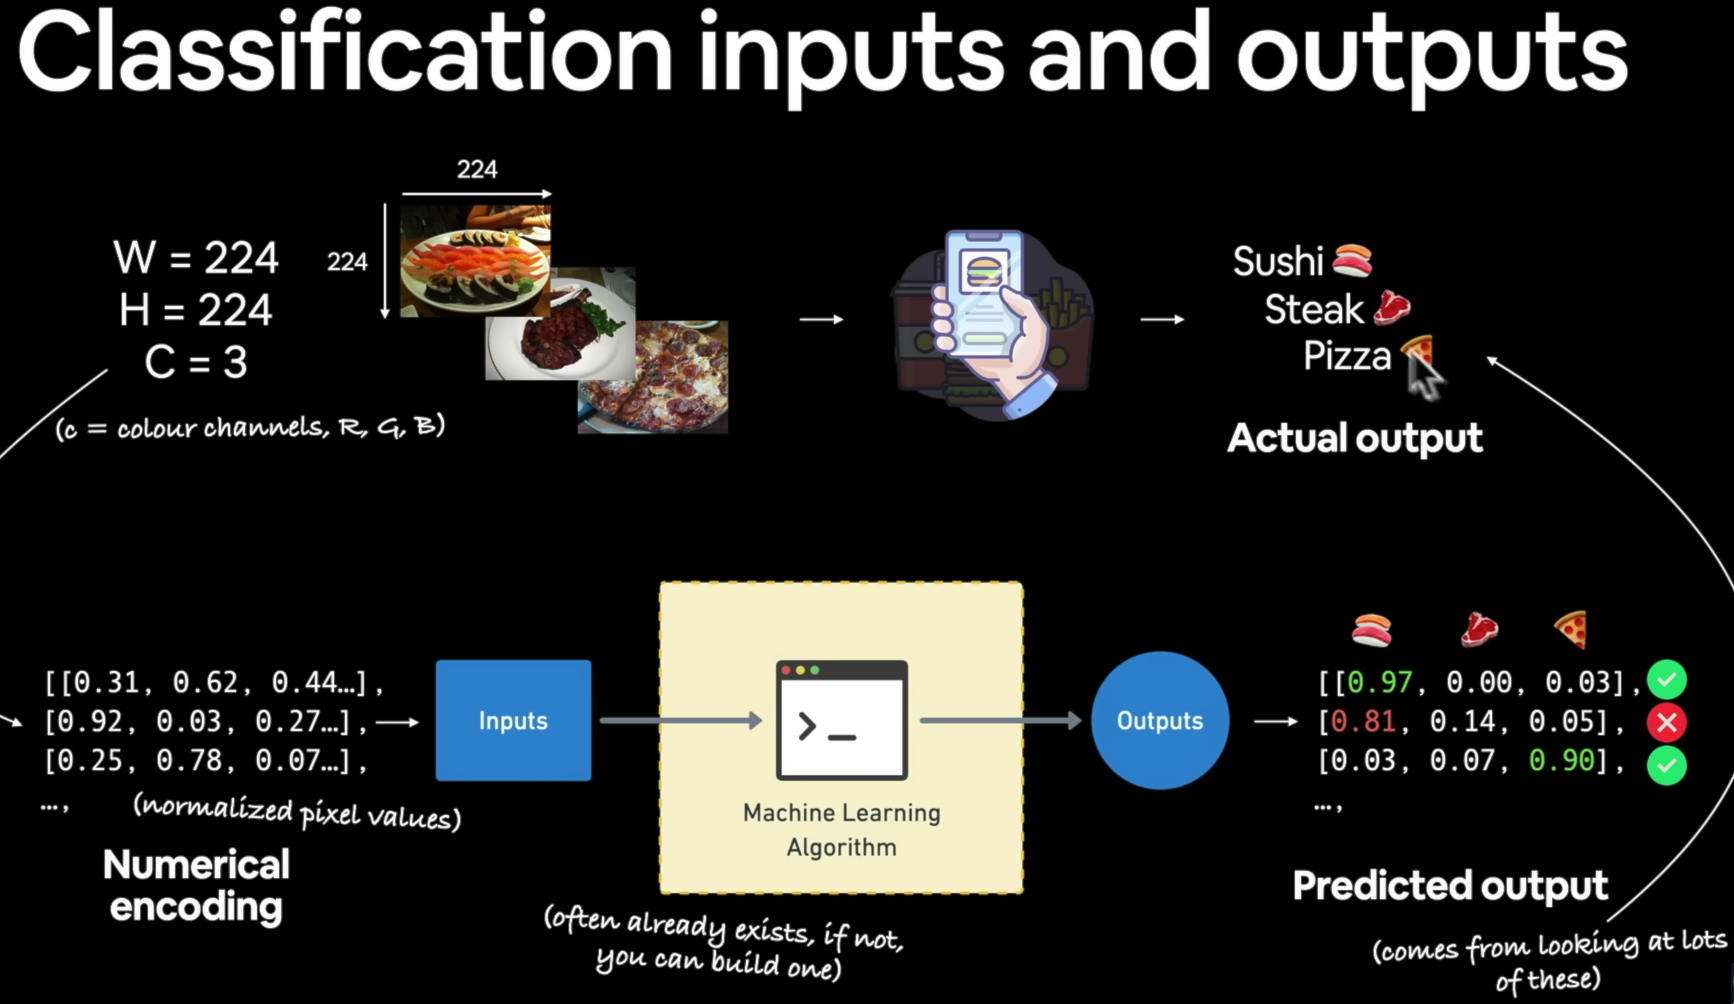 Classification inputs and outputs
224
224
W = 224
H = 224
C = 3
(c = colour channels, R, G, B)
Sushi
Steak
Pizza
Actual output
[[0.31, 0.62, 0.44…],
[0.92, 0.03, 0.27…],
[0.25, 0.78, 0.07…],
…,
(normalized pixel values)
Numerical
encoding
Inputs
Machine Learning
Algorithm
(often already exists, if not,
you can build one)
Outputs
[[0.97, 0.00, 0.03],
[0.81, 0.14, 0.05],
[0.03, 0.07, 0.90],
…,
Predicted output
(comes from looking at lots
of these)